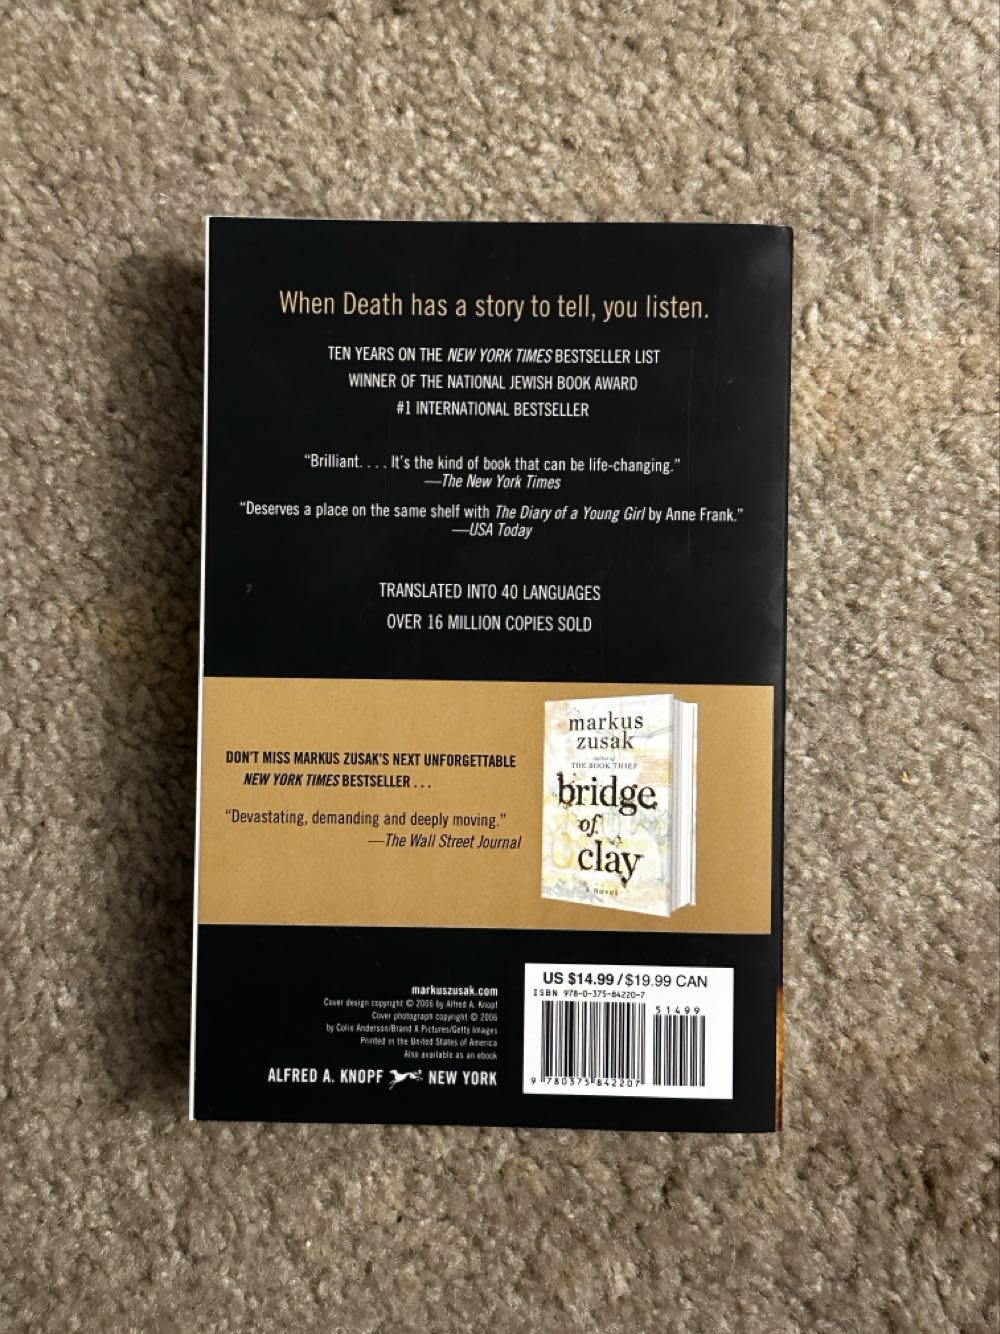 When Death has a story to tell, you listen.
TEN YEARS ON THE NEW YORK TIMES BESTSELLER LIST
WINNER OF THE NATIONAL JEWISH BOOK AWARD
#1 INTERNATIONAL BESTSELLER
“Brilliant. . . . It’s the kind of book that can be life-changing.”
—The New York Times
“Deserves a place on the same shelf with The Diary of a Young Girl by Anne Frank.”
—USA Today
TRANSLATED INTO 40 LANGUAGES
OVER 16 MILLION COPIES SOLD
DON’T MISS MARKUS ZUSAK’S NEXT UNFORGETTABLE
NEW YORK TIMES BESTSELLER . . .
“Devastating, demanding and deeply moving.”
—The Wall Street Journal
markus
zusak
author of
THE BOOK THIEF
bridge
of
clay
a novel
markuszusak.com
Cover design copyright © 2006 by Alfred A. Knopf
Cover photograph copyright © 2006
by Colin Anderson/Brand X Pictures/Getty Images
Printed in the United States of America
Also available as an ebook
ALFRED A. KNOPF NEW YORK
US $14.99/$19.99 CAN
ISBN 978-0-375-84220-7
51499
9 780375 842207